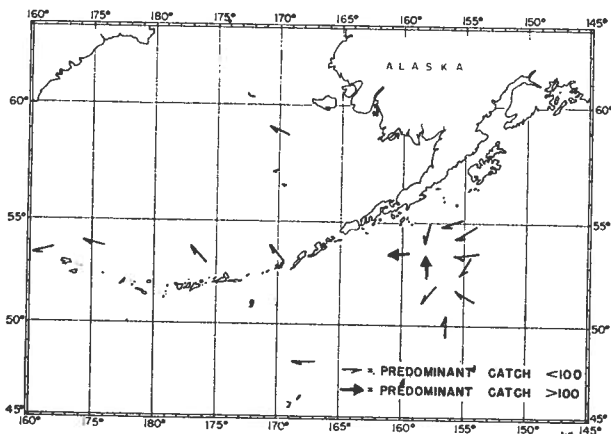 160° 175° 180° 175° 170° 165° 160° 155° 150° 145°
ALASKA
60° 60°
55° 55°
50° 50°
= PREDOMINANT CATCH <100
= PREDOMINANT CATCH >100
45° 45°
160° 175° 180° 175° 170° 165° 160° 155° 150° 145°